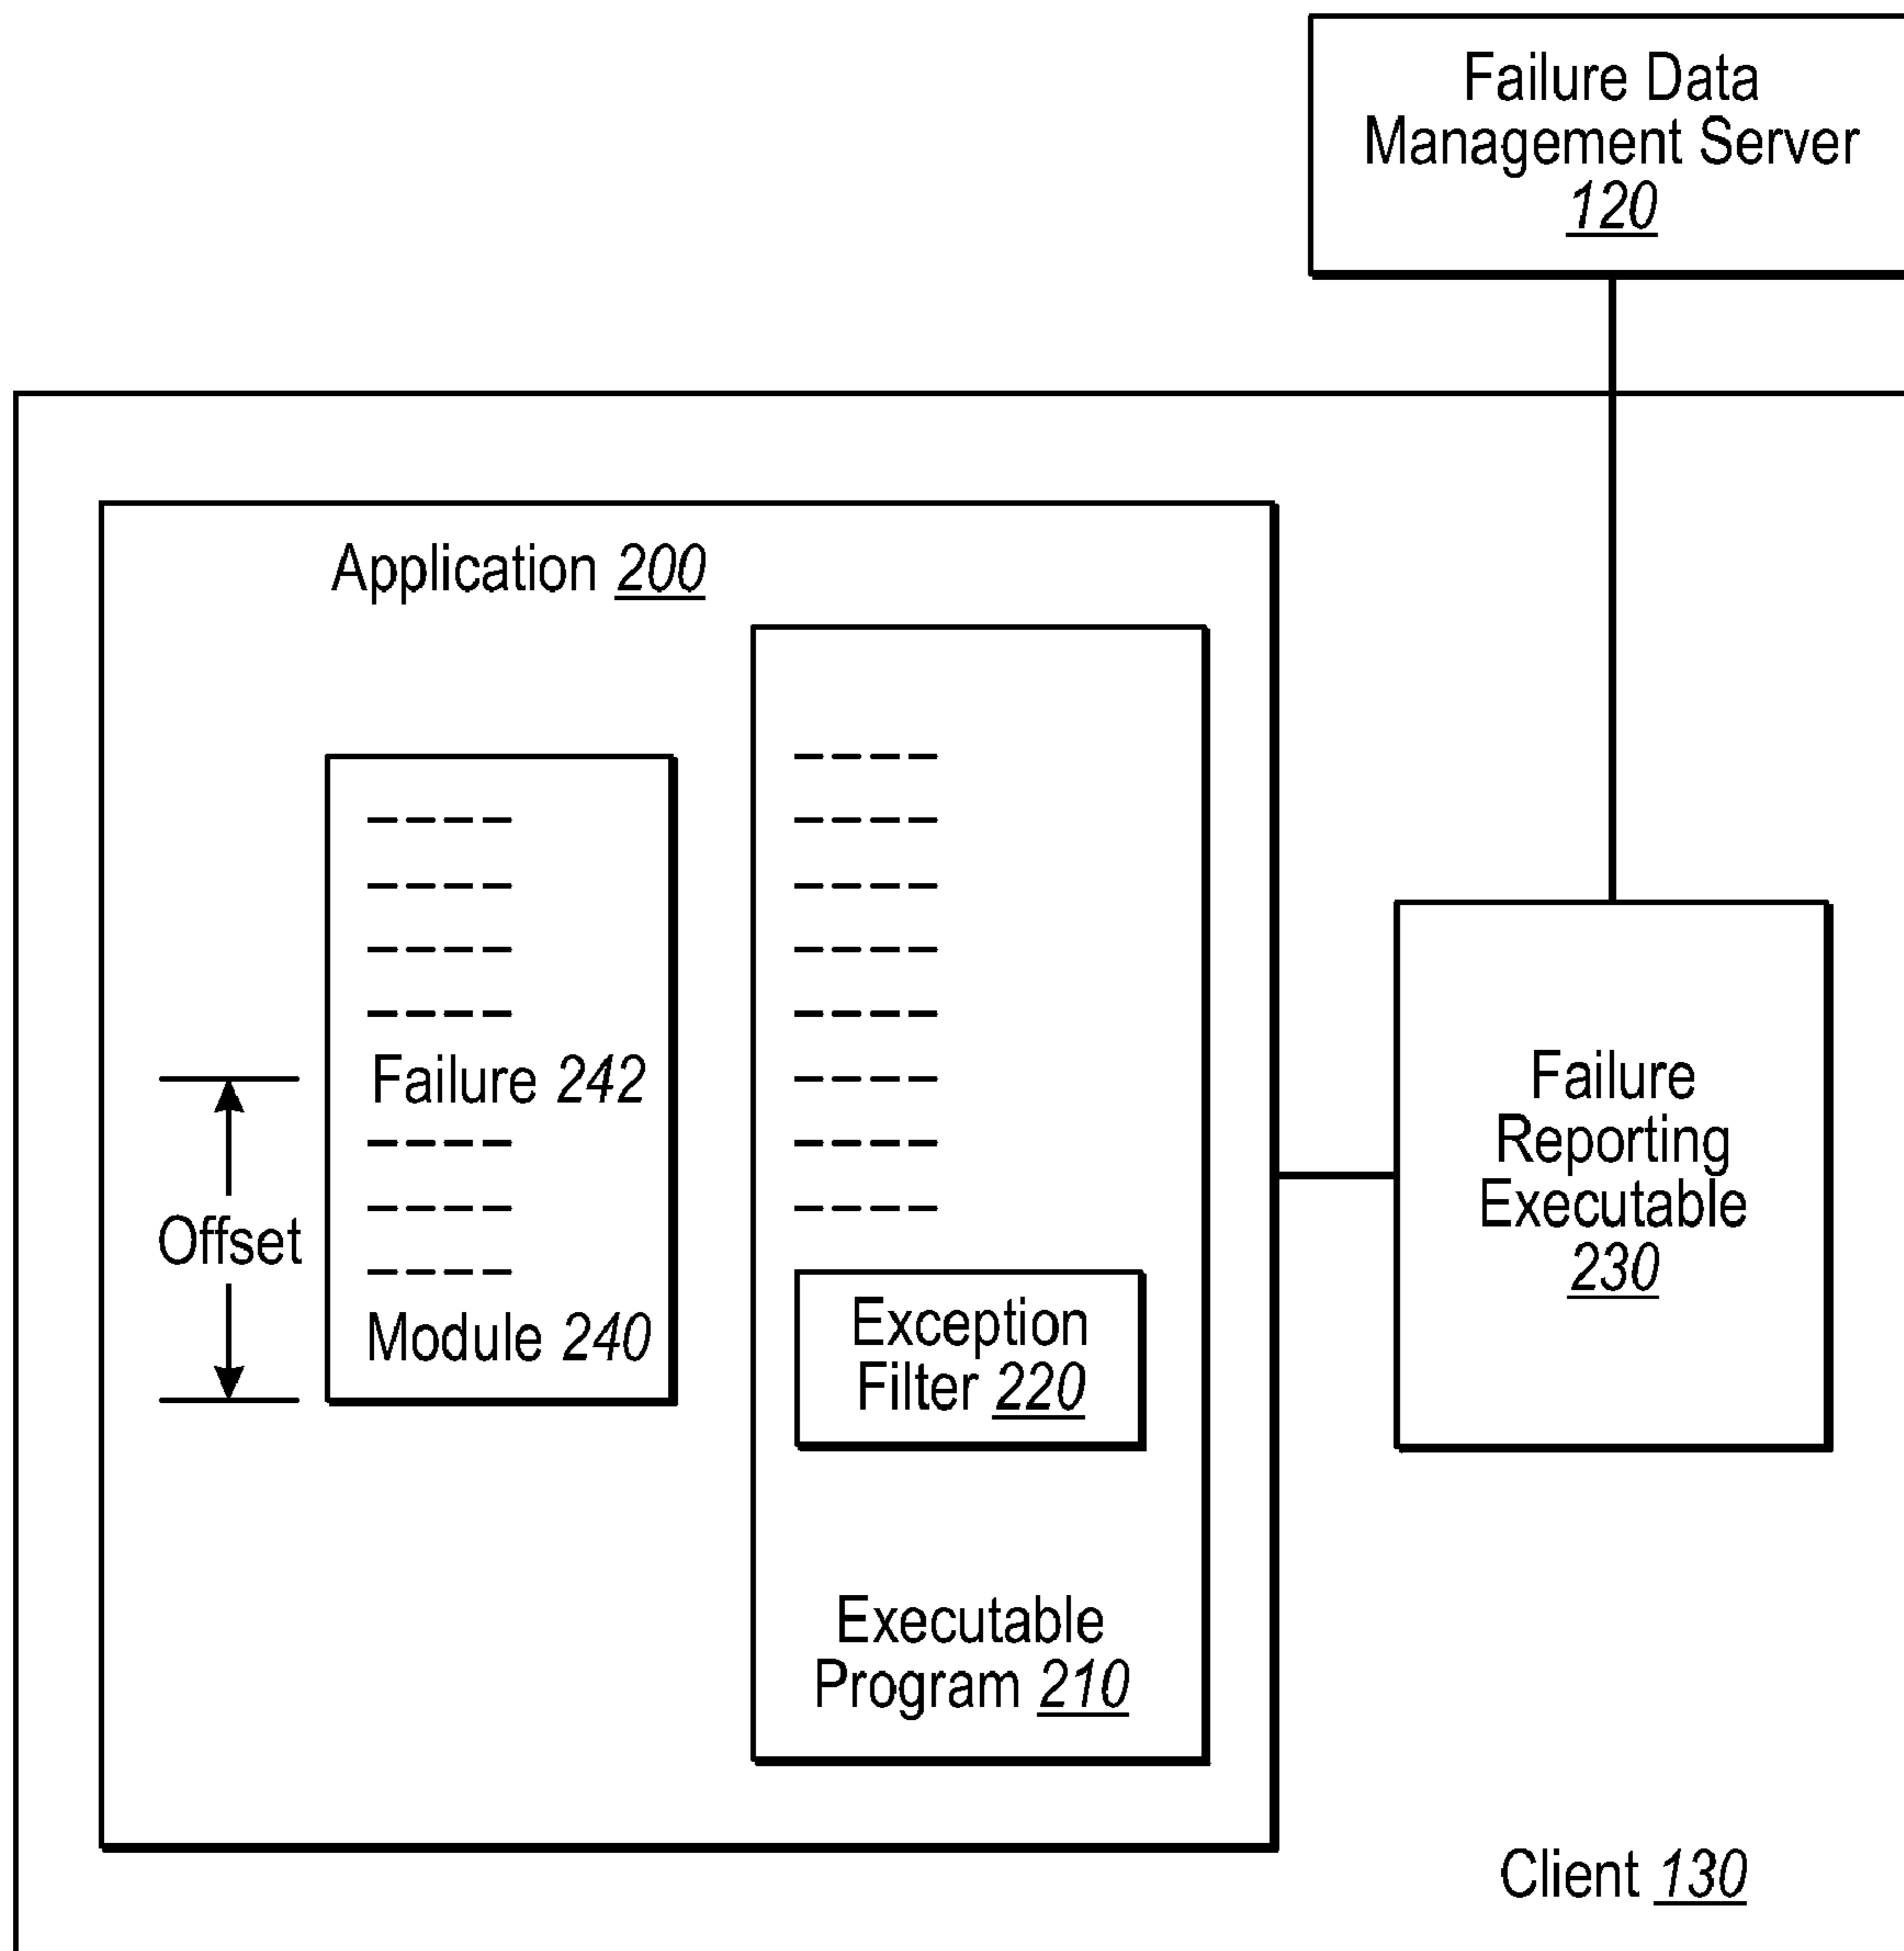 Failure Data
Management Server
120
Application 200
Failure 242
Offset
Module 240
Exception
Filter 220
Executable
Program 210
Failure
Reporting
Executable
230
Client 130